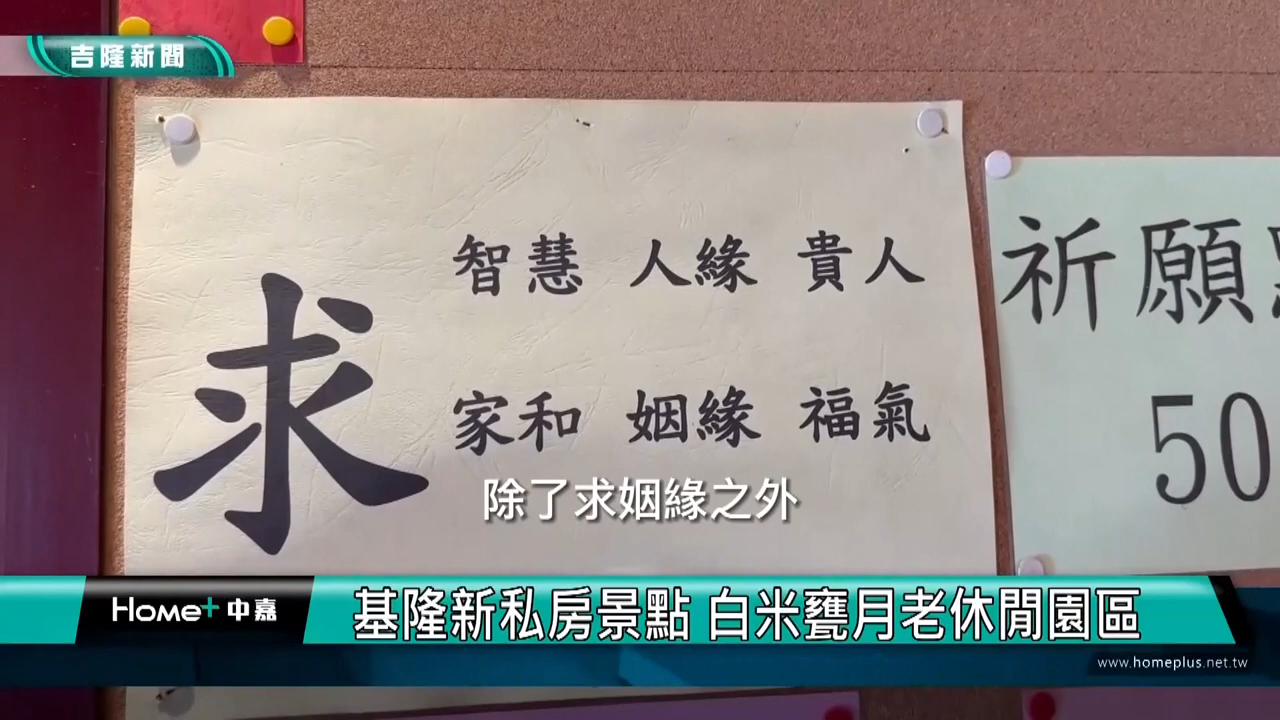 吉隆新聞
求
智慧 人緣 貴人
家和 姻緣 福氣
祈願
50
除了求姻緣之外
Home+中嘉
基隆新私房景點 白米甕月老休閒園區
www.homeplus.net.tw